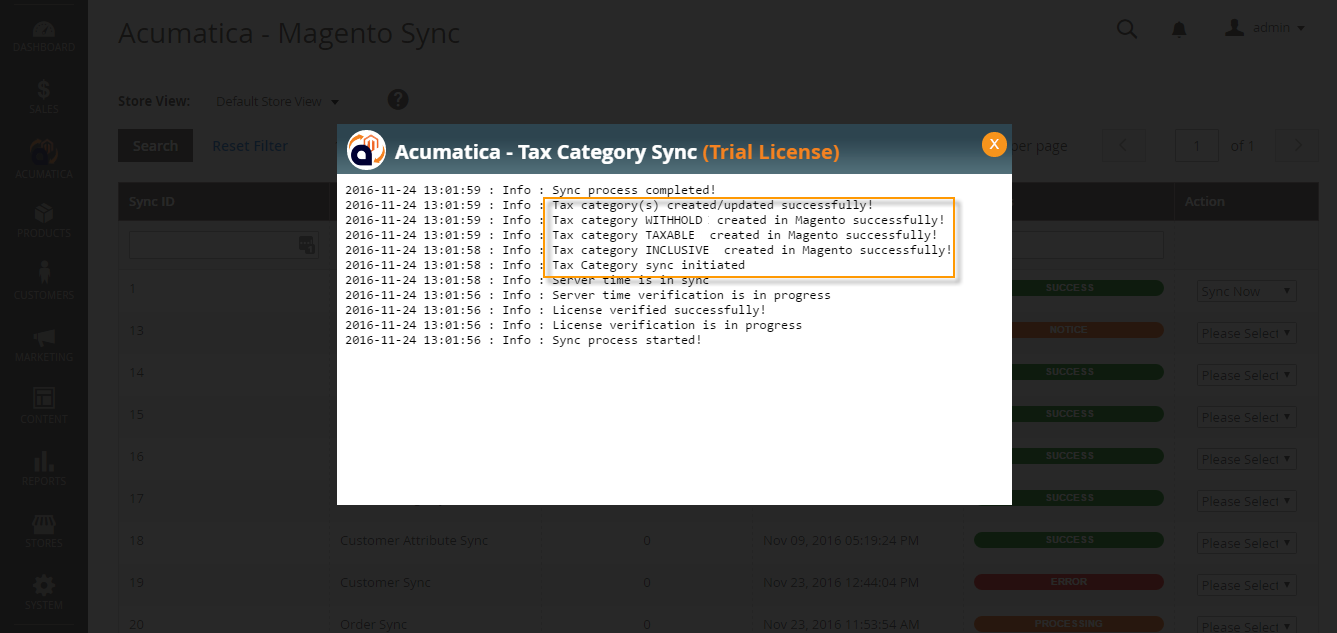 Acumatica - Magento Sync
admin
DASHBOARD
SALES
ACUMATICA
PRODUCTS
CUSTOMERS
MARKETING
CONTENT
REPORTS
STORES
SYSTEM
Store View: Default Store View ?
Search Reset Filter
per page 1 of 1
Acumatica - Tax Category Sync (Trial License) X
2016-11-24 13:01:59 : Info : Sync process completed!
2016-11-24 13:01:59 : Info : Tax category(s) created/updated successfully!
2016-11-24 13:01:59 : Info : Tax category WITHHOLD created in Magento successfully!
2016-11-24 13:01:59 : Info : Tax category TAXABLE created in Magento successfully!
2016-11-24 13:01:58 : Info : Tax category INCLUSIVE created in Magento successfully!
2016-11-24 13:01:58 : Info : Tax Category sync initiated
2016-11-24 13:01:58 : Info : Server time is in sync
2016-11-24 13:01:56 : Info : Server time verification is in progress
2016-11-24 13:01:56 : Info : License verified successfully!
2016-11-24 13:01:56 : Info : License verification is in progress
2016-11-24 13:01:56 : Info : Sync process started!
Sync ID Action
1 SUCCESS Sync Now
13 NOTICE Please Select
14 SUCCESS Please Select
15 SUCCESS Please Select
16 SUCCESS Please Select
17 SUCCESS Please Select
18 Customer Attribute Sync 0 Nov 09, 2016 05:19:24 PM SUCCESS Please Select
19 Customer Sync 0 Nov 23, 2016 12:44:04 PM ERROR Please Select
20 Order Sync 0 Nov 23, 2016 11:53:54 AM PROCESSING Please Select